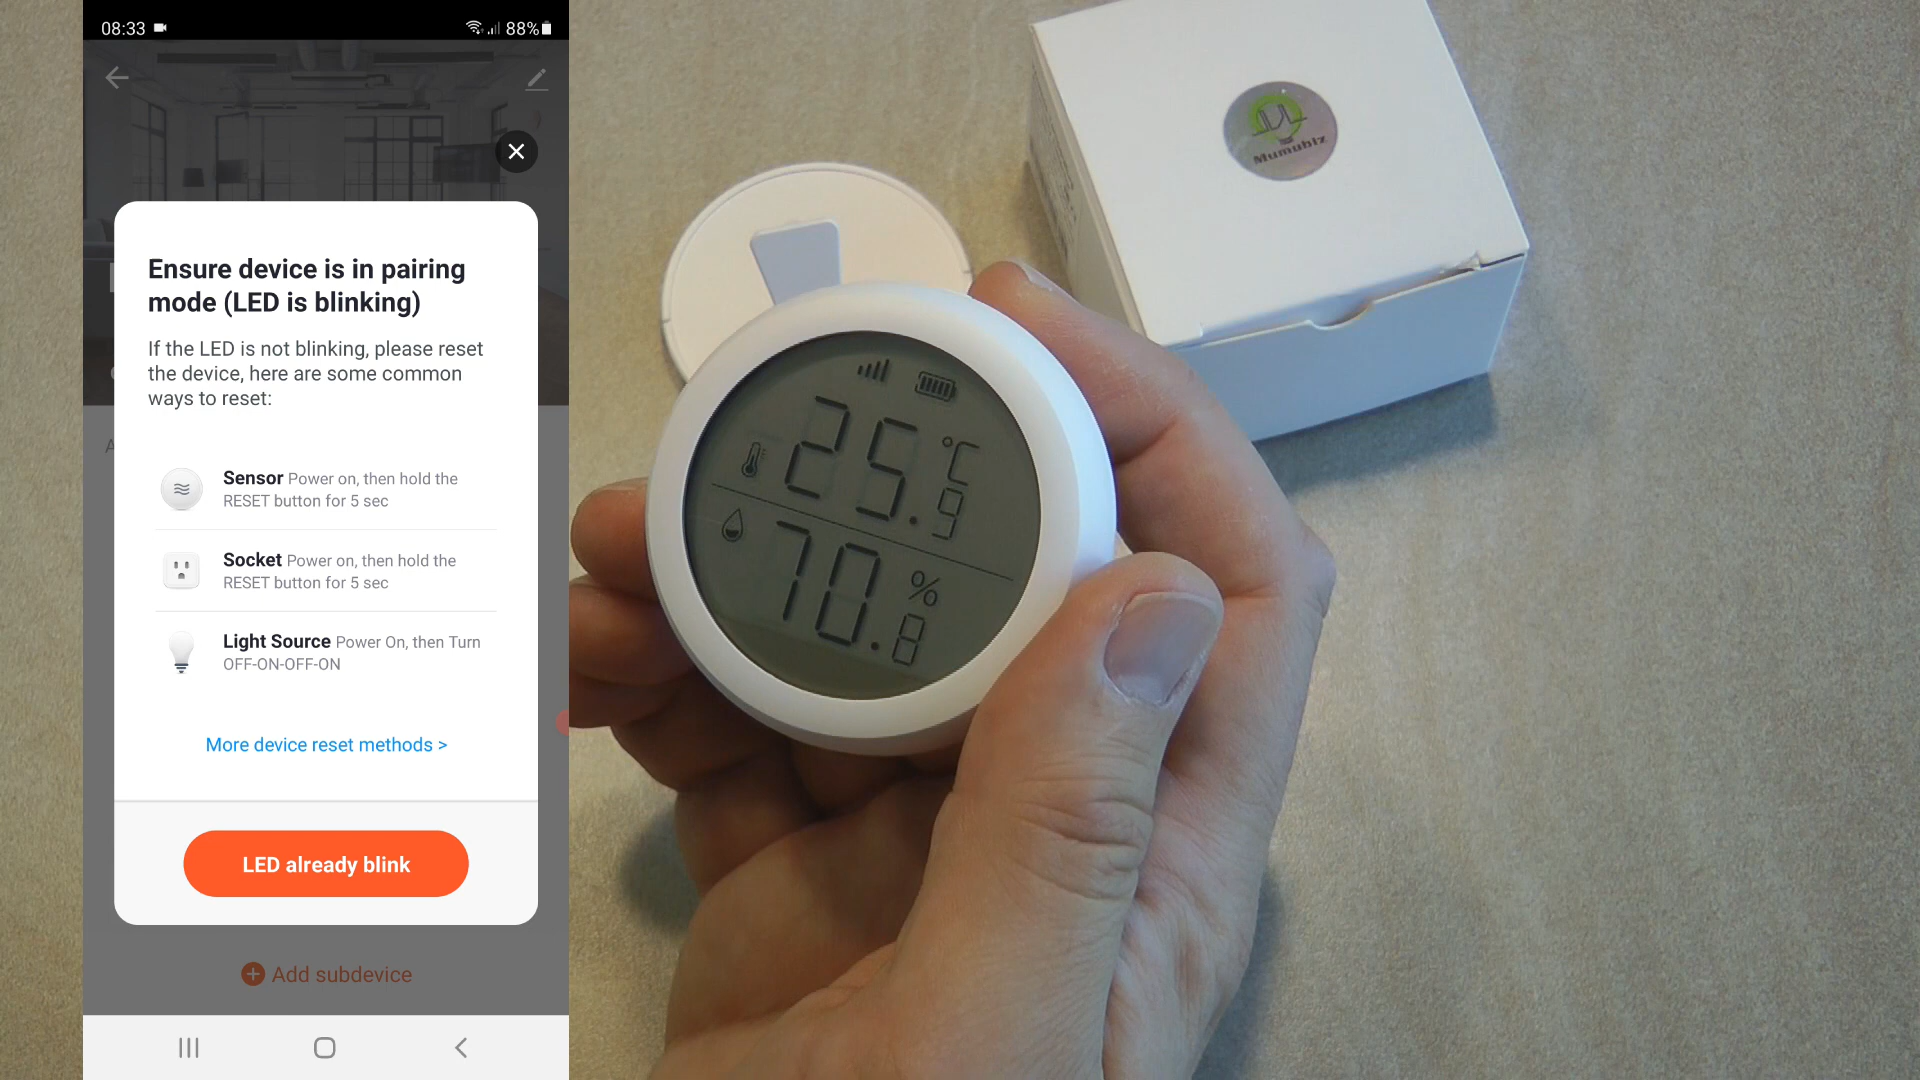 08:33
88%
Ensure device is in pairing
mode (LED is blinking)
If the LED is not blinking, please reset
the device, here are some common
ways to reset:
Sensor Power on, then hold the
RESET button for 5 sec
Socket Power on, then hold the
RESET button for 5 sec
Light Source Power On, then Turn
OFF-ON-OFF-ON
More device reset methods >
LED already blink
Add subdevice
25.9 °C
70.8 %
Mumubiz